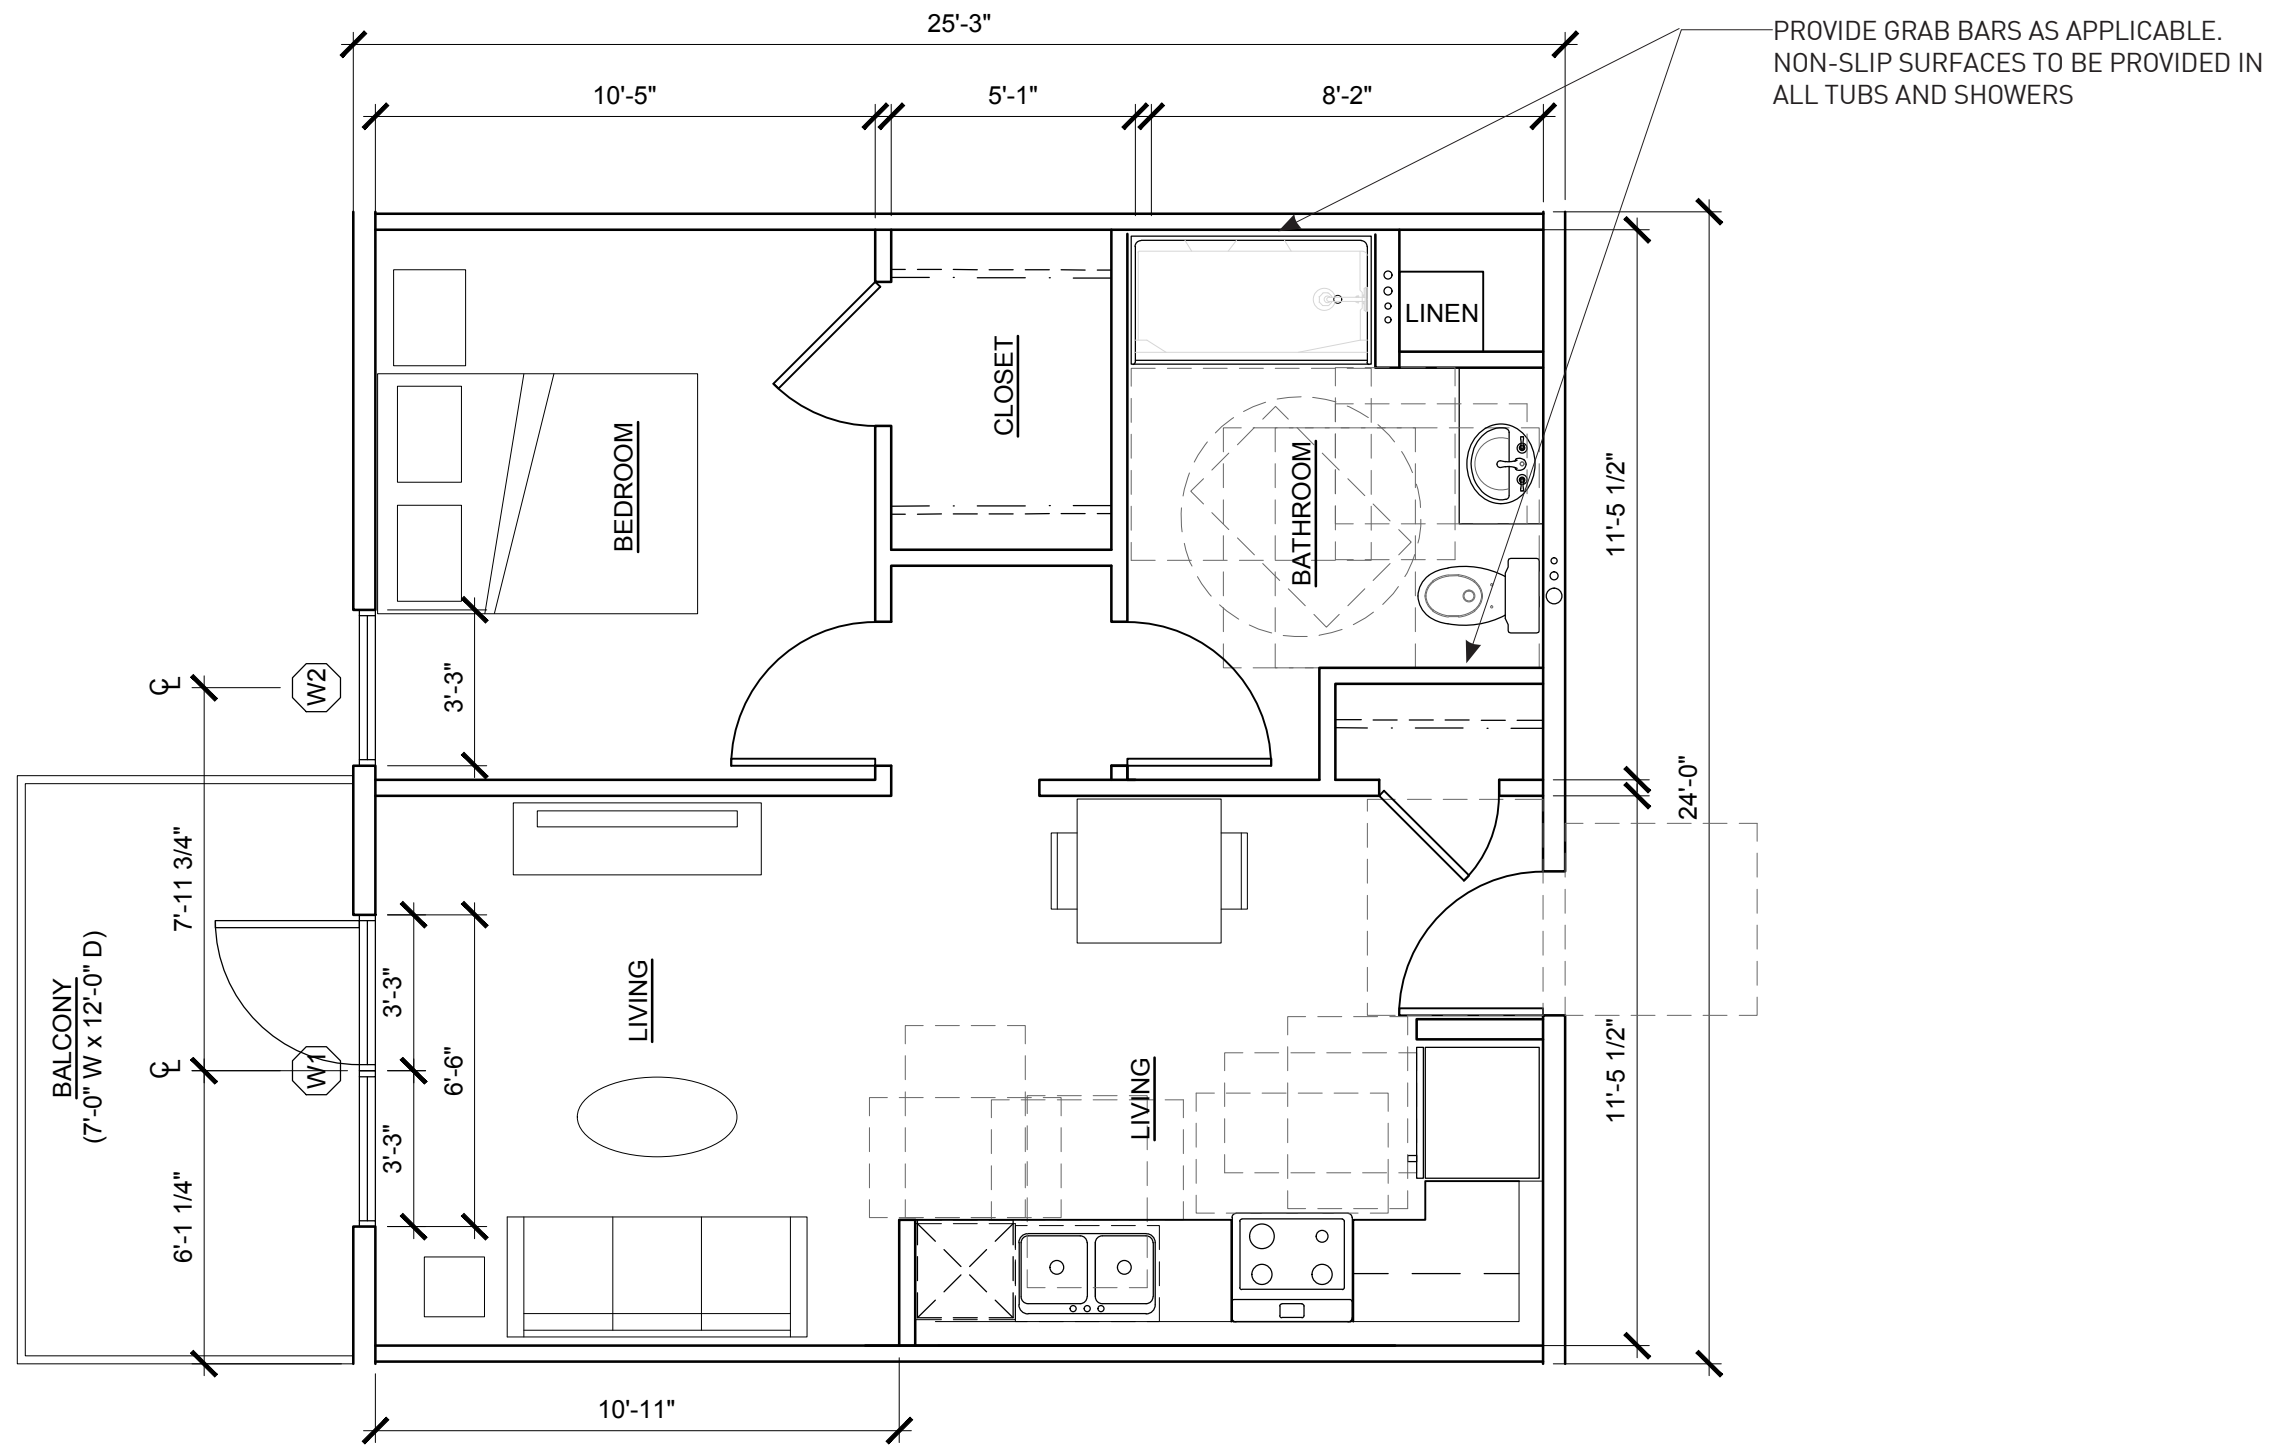 25'-3"
PROVIDE GRAB BARS AS APPLICABLE.
NON-SLIP SURFACES TO BE PROVIDED IN
ALL TUBS AND SHOWERS
10'-5"
5'-1"
8'-2"
LINEN
CLOSET
BEDROOM
BATHROOM
11'-5 1/2"
CL
W2
3'-3"
24'-0"
7'-11 3/4"
BALCONY
(7'-0" W x 12'-0" D)
3'-3"
LIVING
CL
W1
6'-6"
LIVING
11'-5 1/2"
3'-3"
6'-1 1/4"
10'-11"